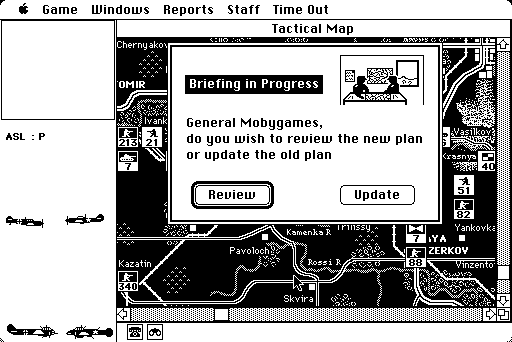 Game Windows Reports Staff Time Out
Tactical Map
Chernyakov
Briefing in Progress
OMIR
Ivank
213 21
7
ASL : P
General Mobygames,
do you wish to review the new plan
or update the old plan
Vasilkov
Krasnya
40
51
82
Review
Update
Yankovka
Kamenka R
7
YA
ZERKOV
Pavoloch
Kazatin
Rossi R
88
Vinzento
340
Skvira